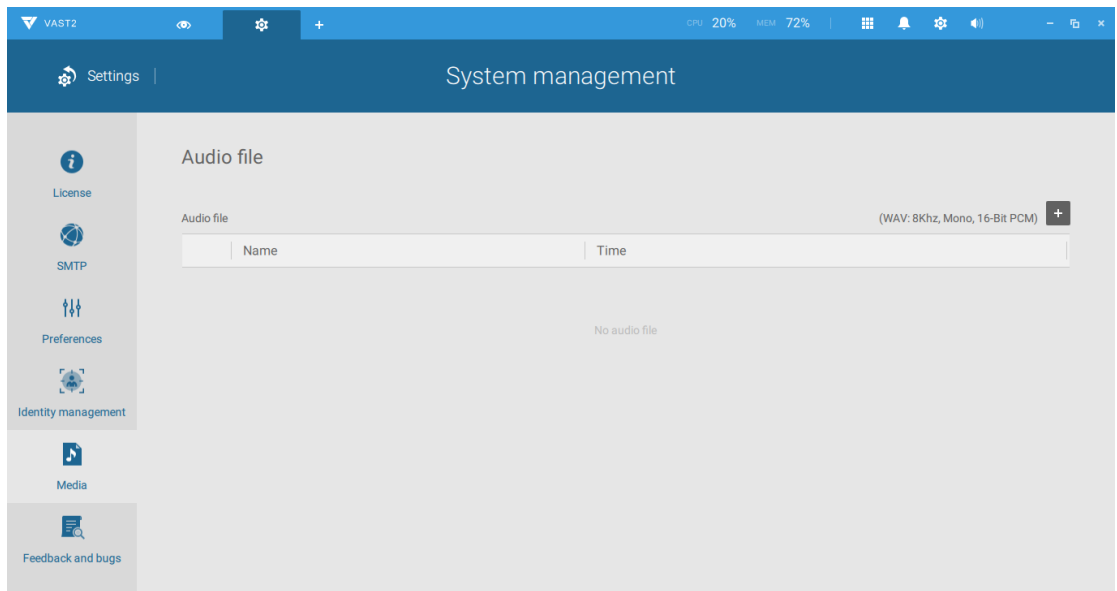 VAST2
CPU 20% MEM 72%
Settings
System management
License
SMTP
Preferences
Identity management
Media
Feedback and bugs
Audio file
Audio file
(WAV: 8Khz, Mono, 16-Bit PCM)
Name
Time
No audio file